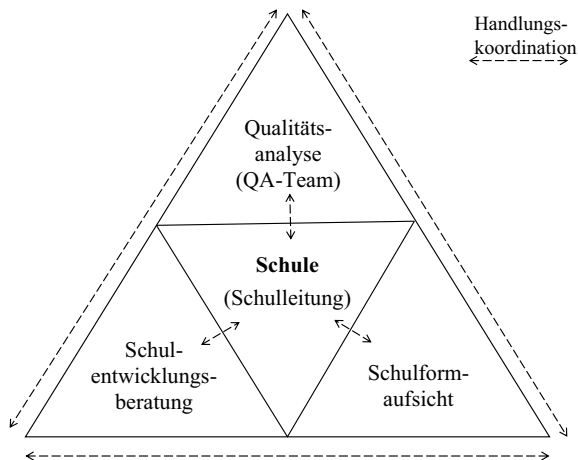 Handlungs-
koordination
Qualitäts-
analyse
(QA-Team)
Schule
(Schulleitung)
Schul-
entwicklungs-
beratung
Schulform-
aufsicht